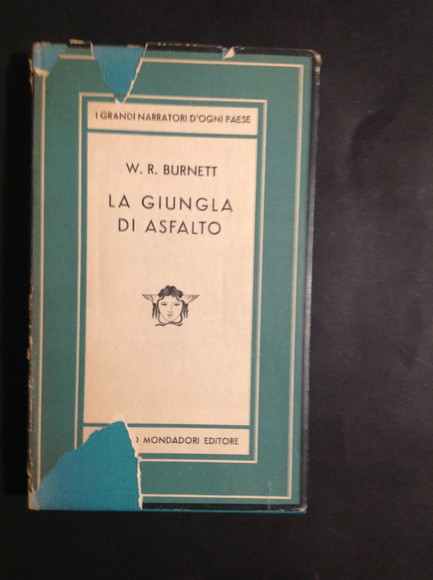 I GRANDI NARRATORI D'OGNI PAESE
W. R. BURNETT
LA GIUNGLA
DI ASFALTO
O MONDADORI EDITORE